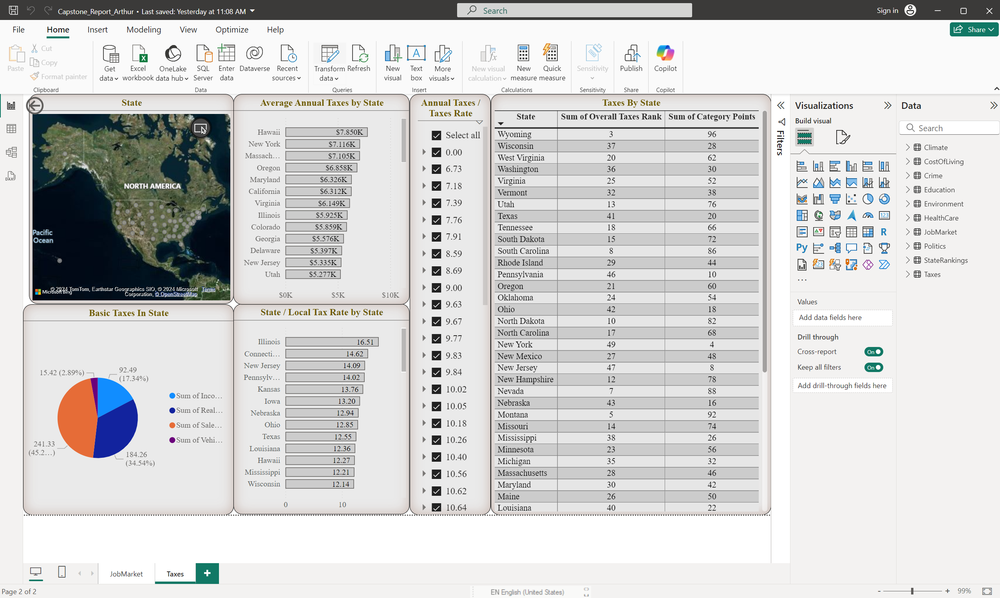 Capstone_Report_Arthur • Last saved: Yesterday at 11:08 AM
Search
Sign in
File
Home
Insert
Modeling
View
Optimize
Help
Share
Paste
Cut
Copy
Format painter
Clipboard
Get data
Excel workbook
OneLake data hub
SQL Server
Enter data
Dataverse
Recent sources
Data
Transform data
Refresh
Queries
New visual
Text box
More visuals
Insert
New visual calculation
New measure
Quick measure
Calculations
Sensitivity
Sensitivity
Publish
Share
Copilot
Copilot
DAX
State
NORTH AMERICA
Pacific
Ocean
Microsoft Bing
© 2024 TomTom, Earthstar Geographics SIO, © 2024 Microsoft Terms
Corporation, © OpenStreetMap
Average Annual Taxes by State
Hawaii $7.850K
New York $7.116K
Massach... $7.105K
Oregon $6.858K
Maryland $6.326K
California $6.312K
Virginia $6.149K
Illinois $5.925K
Colorado $5.859K
Georgia $5.576K
Delaware $5.397K
New Jersey $5.335K
Utah $5.277K
$0K $5K $10K
Basic Taxes In State
15.42 (2.89%)
92.49
(17.34%)
241.33
(45.2...)
184.26
(34.54%)
Sum of Inco...
Sum of Real...
Sum of Sale...
Sum of Vehi...
State / Local Tax Rate by State
Illinois 16.51
Connecti... 14.62
New Jersey 14.09
Pennsylv... 14.02
Kansas 13.76
Iowa 13.20
Nebraska 12.94
Ohio 12.85
Texas 12.55
Louisiana 12.36
Hawaii 12.27
Mississippi 12.21
Wisconsin 12.14
0 10
Annual Taxes /
Taxes Rate
Select all
0.00
6.73
7.18
7.39
7.76
7.91
8.59
8.69
9.00
9.63
9.67
9.77
9.83
9.84
10.02
10.05
10.18
10.26
10.40
10.56
10.62
10.64
Taxes By State
State Sum of Overall Taxes Rank Sum of Category Points
Wyoming 3 96
Wisconsin 37 28
West Virginia 20 62
Washington 36 30
Virginia 25 52
Vermont 32 38
Utah 13 76
Texas 41 20
Tennessee 18 66
South Dakota 15 72
South Carolina 8 86
Rhode Island 29 44
Pennsylvania 46 10
Oregon 21 60
Oklahoma 24 54
Ohio 42 18
North Dakota 10 82
North Carolina 17 68
New York 49 4
New Mexico 27 48
New Jersey 47 8
New Hampshire 12 78
Nevada 7 88
Nebraska 43 16
Montana 5 92
Missouri 14 74
Mississippi 38 26
Minnesota 23 56
Michigan 35 32
Massachusetts 28 46
Maryland 30 42
Maine 26 50
Louisiana 40 22
Filters
Visualizations
Build visual
123
R
Py
123
...
Values
Add data fields here
Drill through
Cross-report
On
Keep all filters
On
Add drill-through fields here
Data
Search
Climate
CostOfLiving
Crime
Education
Environment
HealthCare
JobMarket
Politics
StateRankings
Taxes
JobMarket
Taxes
+
Page 2 of 2
EN English (United States)
- + 99%